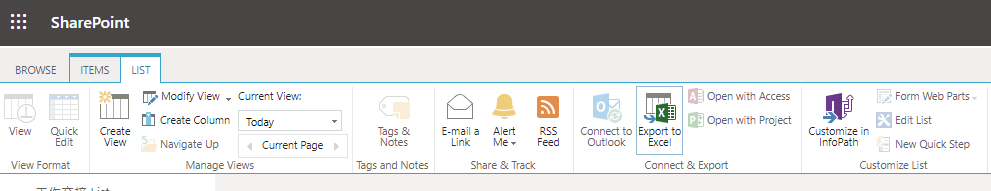 SharePoint
BROWSE
ITEMS
LIST
View
Quick
Edit
View Format
Create
View
Modify View
Create Column
Navigate Up
Current View:
Today
Current Page
Manage Views
Tags &
Notes
Tags and Notes
E-mail a
Link
Alert
Me
RSS
Feed
Share & Track
Connect to
Outlook
Export to
Excel
Open with Access
Open with Project
Connect & Export
Customize in
InfoPath
Form Web Parts
Edit List
New Quick Step
Customize List
List